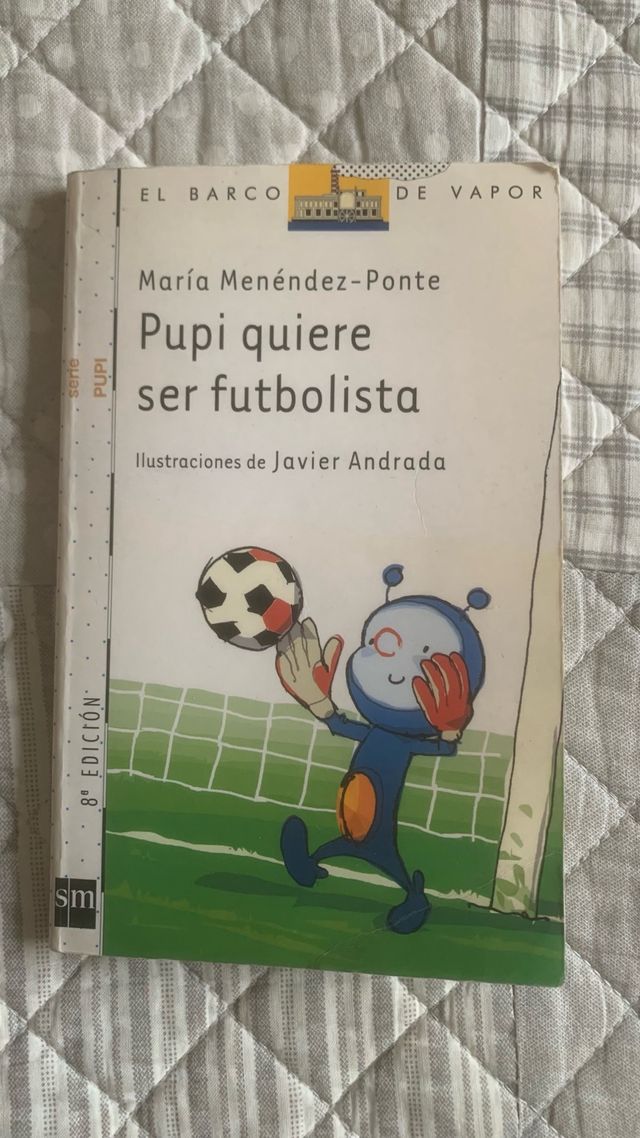 EL BARCO DE VAPOR
María Menéndez-Ponte
Pupi quiere
ser futbolista
Ilustraciones de Javier Andrada
serie
PUPI
8ª EDICIÓN
sm